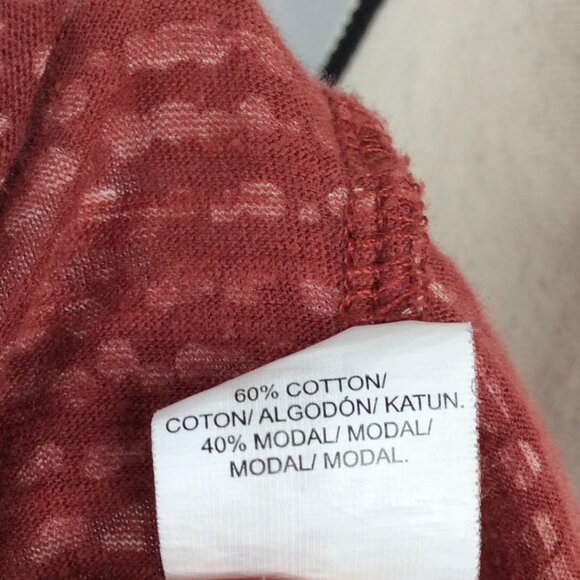 60% COTTON/
COTON/ ALGODÓN/ KATUN.
40% MODAL/ MODAL/
MODAL/ MODAL.